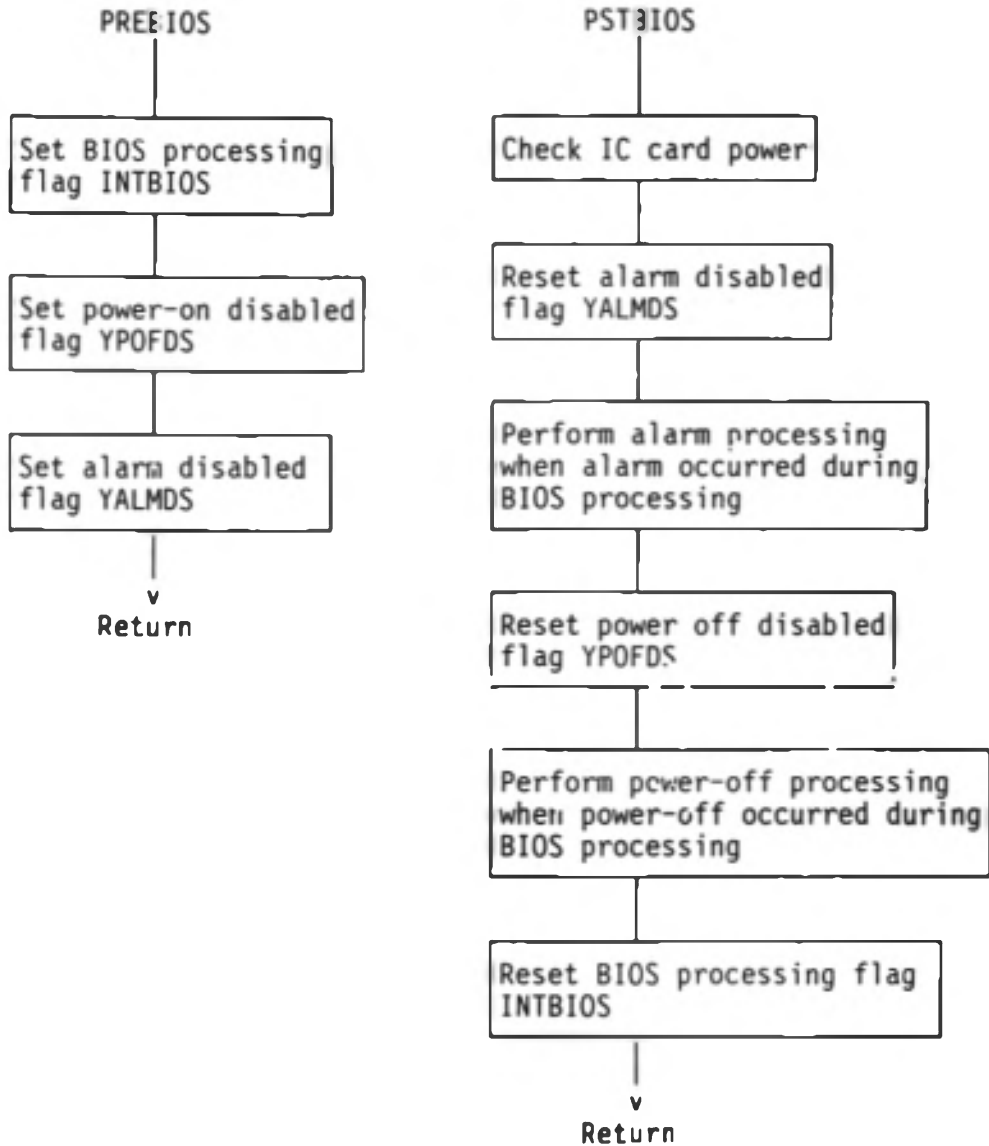 PREBIOS
Set BIOS processing
flag INTBIOS
Set power-on disabled
flag YPOFDS
Set alarm disabled
flag YALMDS
v
Return
PSTBIOS
Check IC card power
Reset alarm disabled
flag YALMDS
Perform alarm processing
when alarm occurred during
BIOS processing
Reset power off disabled
flag YPOFDS
Perform power-off processing
when power-off occurred during
BIOS processing
Reset BIOS processing flag
INTBIOS
v
Return